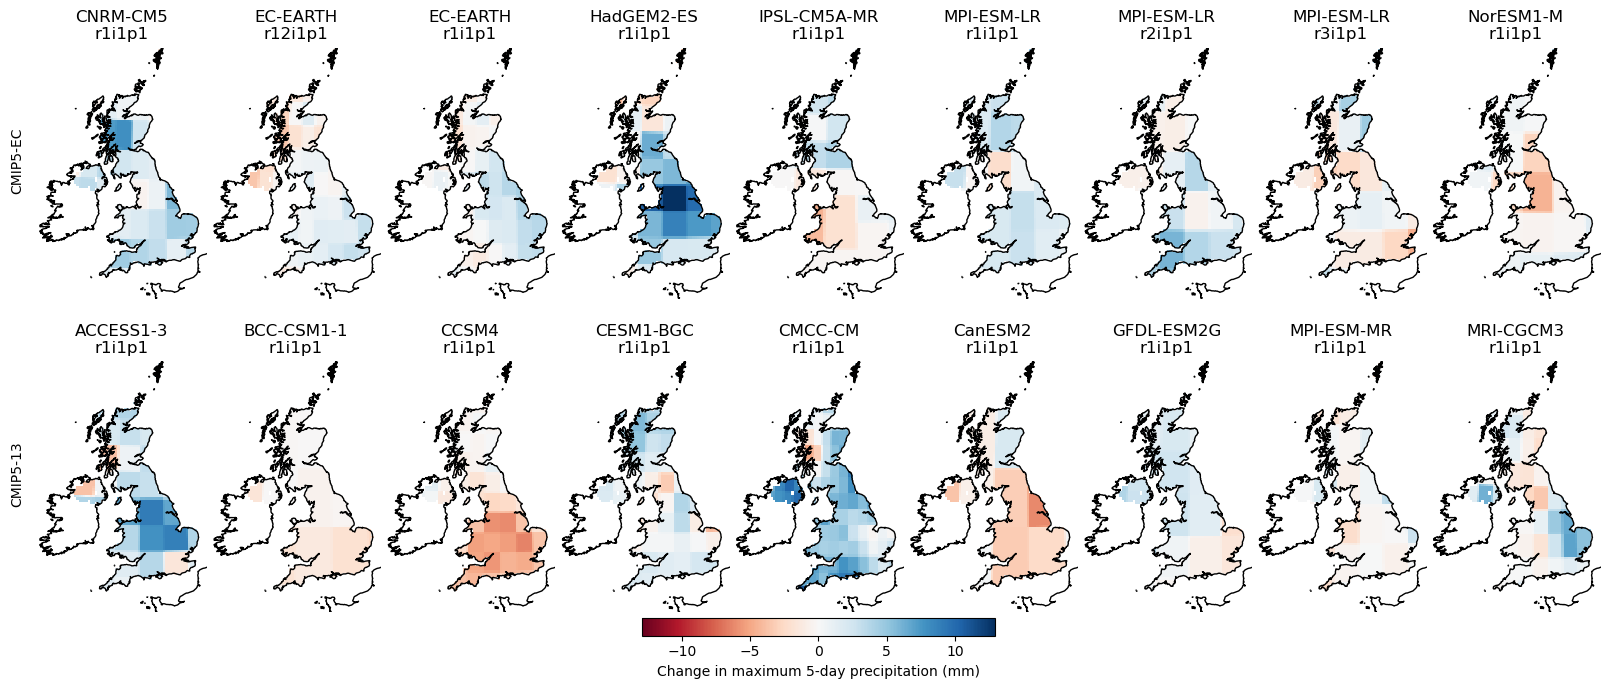 CNRM-CM5
r1i1p1
EC-EARTH
r12i1p1
EC-EARTH
r1i1p1
HadGEM2-ES
r1i1p1
IPSL-CM5A-MR
r1i1p1
MPI-ESM-LR
r1i1p1
MPI-ESM-LR
r2i1p1
MPI-ESM-LR
r3i1p1
NorESM1-M
r1i1p1
CMIP5-EC
ACCESS1-3
r1i1p1
BCC-CSM1-1
r1i1p1
CCSM4
r1i1p1
CESM1-BGC
r1i1p1
CMCC-CM
r1i1p1
CanESM2
r1i1p1
GFDL-ESM2G
r1i1p1
MPI-ESM-MR
r1i1p1
MRI-CGCM3
r1i1p1
CMIP5-13
−10 −5 0 5 10
Change in maximum 5-day precipitation (mm)